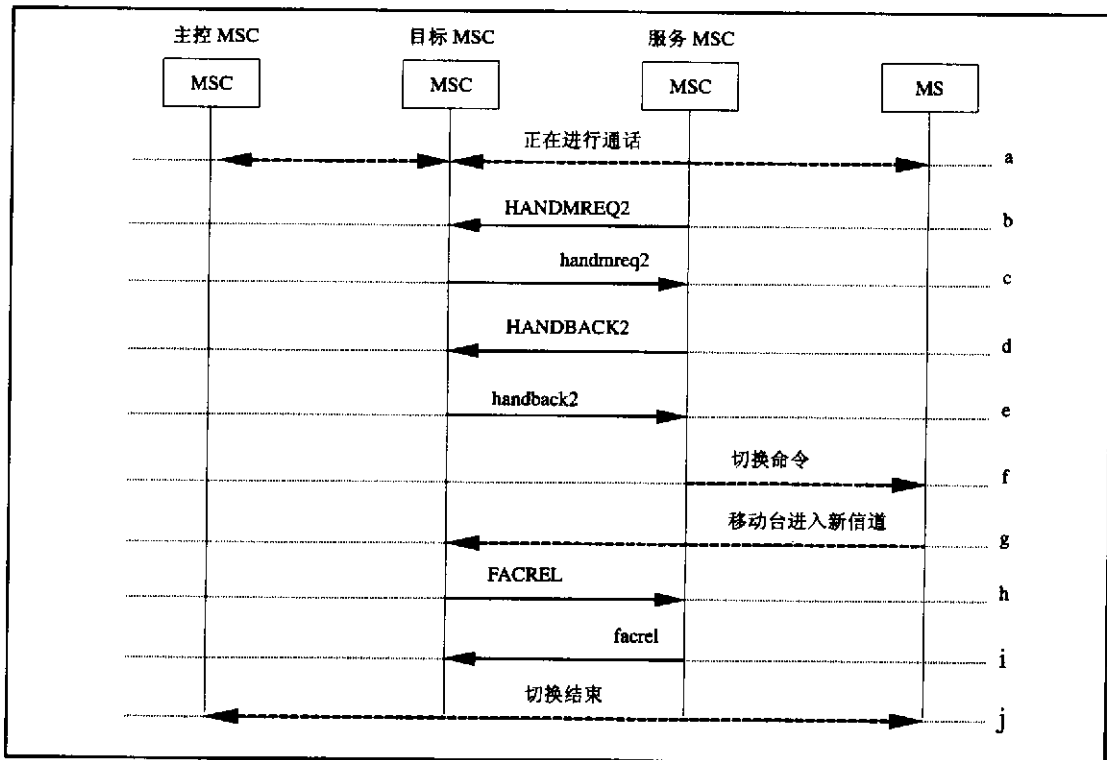 主控 MSC 目标 MSC 服务 MSC
MSC MSC MSC MS
正在进行通话 a
HANDMREQ2 b
handmreq2 c
HANDBACK2 d
handback2 e
切换命令 f
移动台进入新信道 g
FACREL h
facrel i
切换结束 j